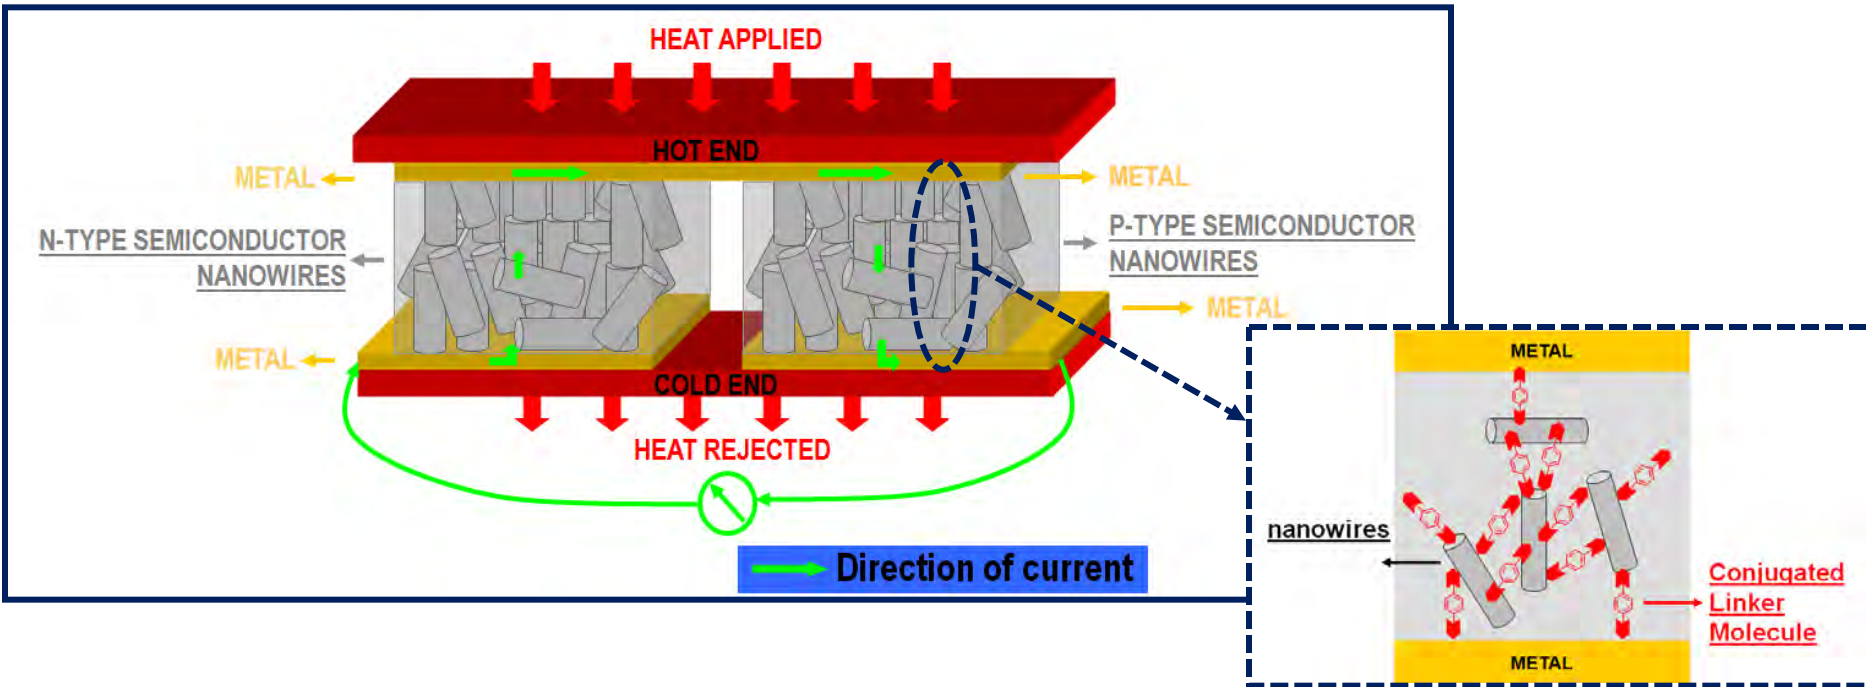 HEAT APPLIED
HOT END
METAL
METAL
N-TYPE SEMICONDUCTOR
NANOWIRES
P-TYPE SEMICONDUCTOR
NANOWIRES
METAL
METAL
COLD END
HEAT REJECTED
Direction of current
METAL
nanowires
Conjugated
Linker
Molecule
METAL